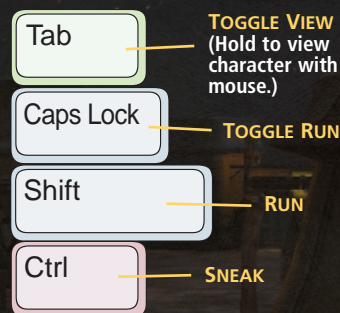 Tab
TOGGLE VIEW
(Hold to view
character with
mouse.)
Caps Lock
TOGGLE RUN
Shift
RUN
Ctrl
SNEAK